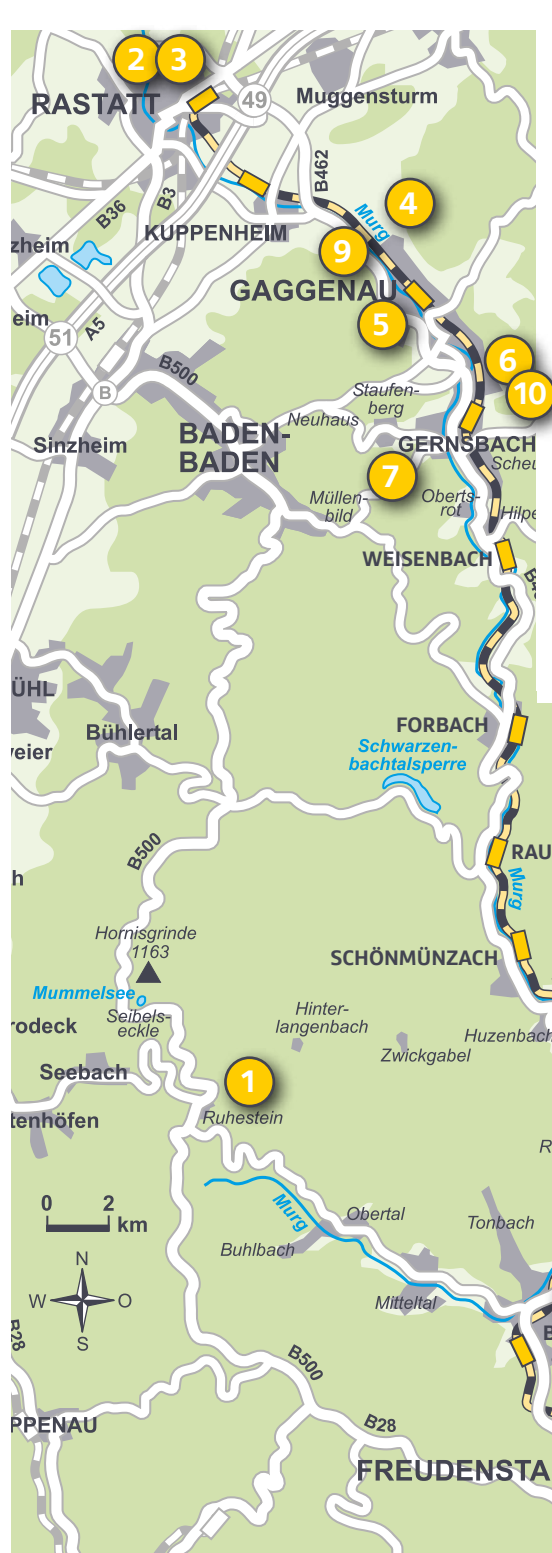 2
3
RASTATT
49
Muggensturm
B462
B3
B36
4
Murg
KUPPENHEIM
zheim
9
GAGGENAU
eim
A5
51
5
B500
6
B
10
Staufen-
berg
Neuhaus
BADEN-
BADEN
GERNSBACH
Sinzheim
Scheu
7
Müllen-
bild
Oberts-
rot
Hilpe
WEISENBACH
ÜHL
FORBACH
Bühlertal
Schwarzen-
bachtalsperre
veier
B500
RAU
h
Murg
Hornisgrinde
1163
SCHÖNMÜNZACH
Mummelsee
Seibels-
eckle
Hinter-
langenbach
rodeck
Huzenbach
Zwickgabel
Seebach
1
Ruhestein
tenhöfen
R
0 2
km
Murg
Obertal
Tonbach
Buhlbach
N
W O
S
Mitteltal
B28
B
B500
PPENAU
B28
FREUDENSTA